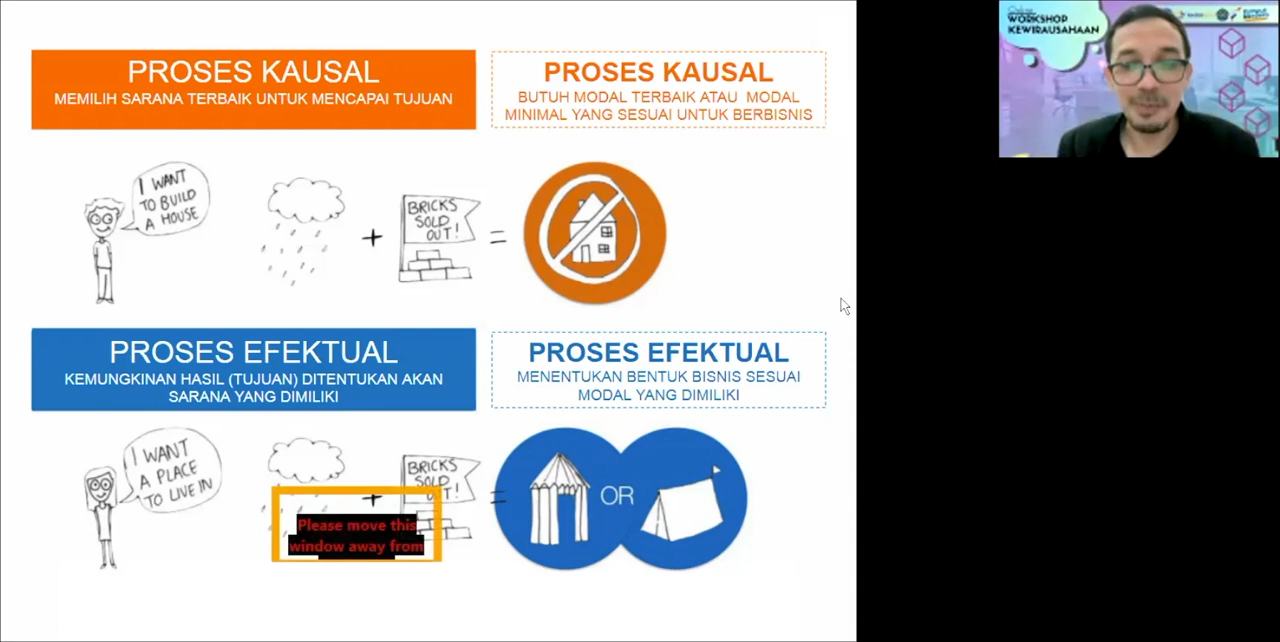 PROSES KAUSAL
MEMILIH SARANA TERBAIK UNTUK MENCAPAI TUJUAN
PROSES KAUSAL
BUTUH MODAL TERBAIK ATAU MODAL
MINIMAL YANG SESUAI UNTUK BERBISNIS
I WANT
TO BUILD
A HOUSE
+
BRICKS
SOLD
OUT!
=
PROSES EFEKTUAL
KEMUNGKINAN HASIL (TUJUAN) DITENTUKAN AKAN
SARANA YANG DIMILIKI
PROSES EFEKTUAL
MENENTUKAN BENTUK BISNIS SESUAI
MODAL YANG DIMILIKI
I WANT
A PLACE
TO LIVE IN
+
BRICKS
SOLD
OUT!
=
OR
Please move this
window away from
Online
WORKSHOP
KEWIRAUSAHAAN